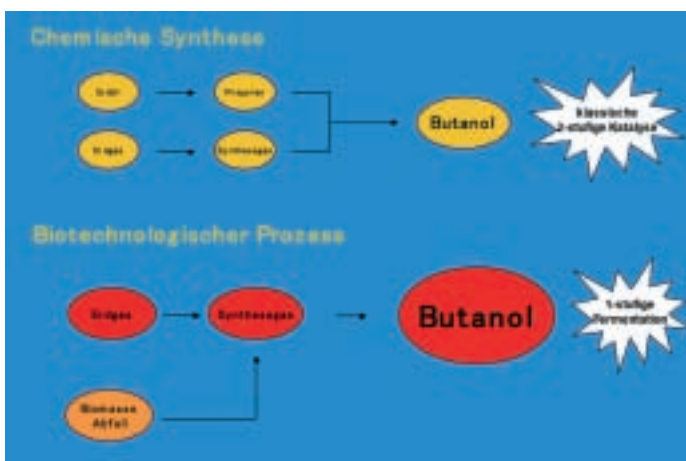 Chemische Synthese
Erdöl
Propylen
Erdgas
Synthesegas
Butanol
klassische
2-stufige Katalyse
Biotechnologischer Prozess
Erdgas
Synthesegas
Butanol
1-stufige
Fermentation
Biomasse
Abfall